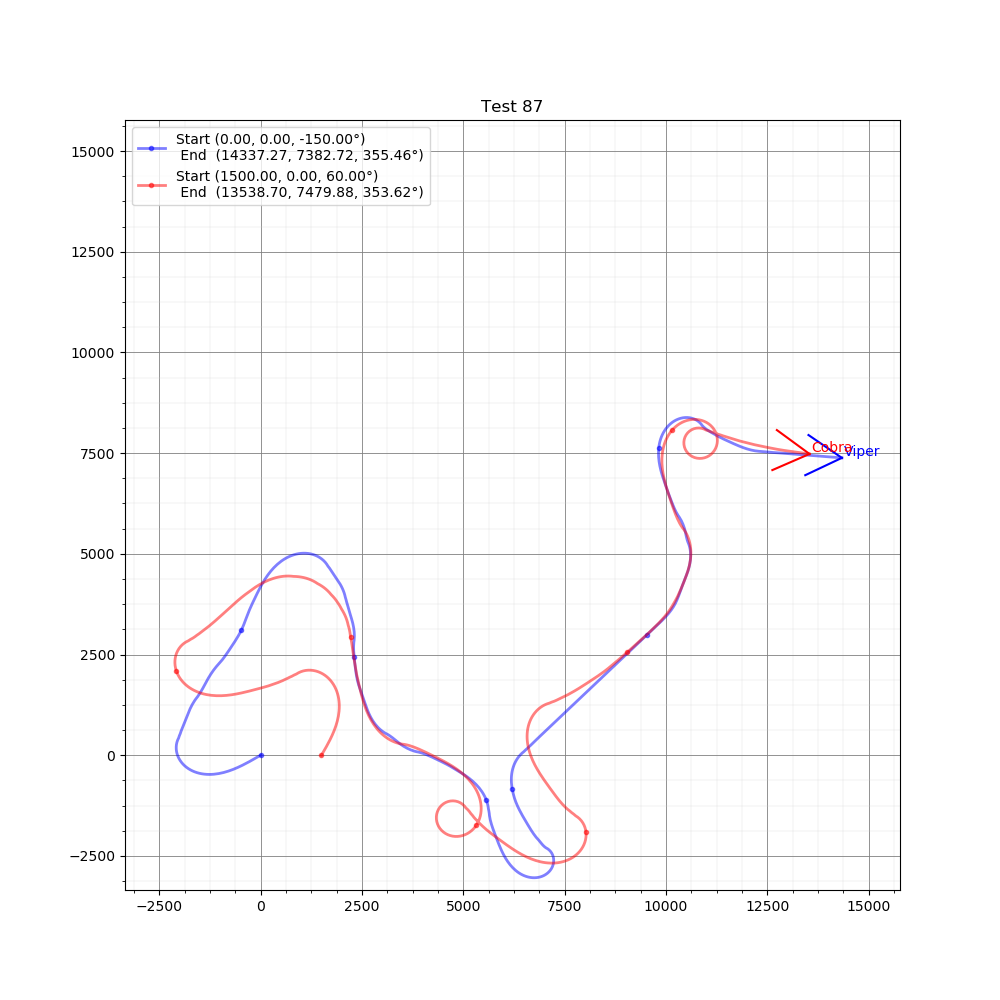 Test 87
Start (0.00, 0.00, -150.00°)
End (14337.27, 7382.72, 355.46°)
Start (1500.00, 0.00, 60.00°)
End (13538.70, 7479.88, 353.62°)
15000
12500
10000
7500
5000
2500
0
−2500
Cobra
Viper
−2500 0 2500 5000 7500 10000 12500 15000